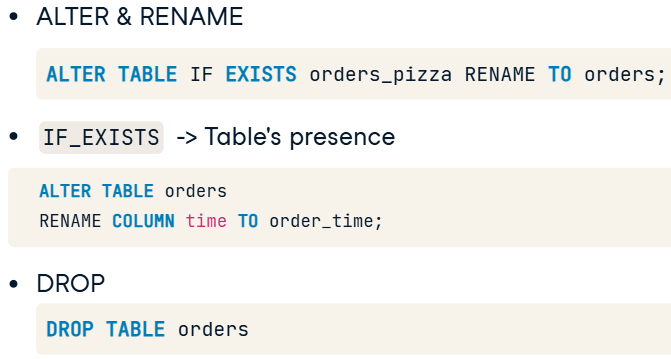 • ALTER & RENAME
ALTER TABLE IF EXISTS orders_pizza RENAME TO orders;
• IF_EXISTS -> Table's presence
ALTER TABLE orders
RENAME COLUMN time TO order_time;
• DROP
DROP TABLE orders